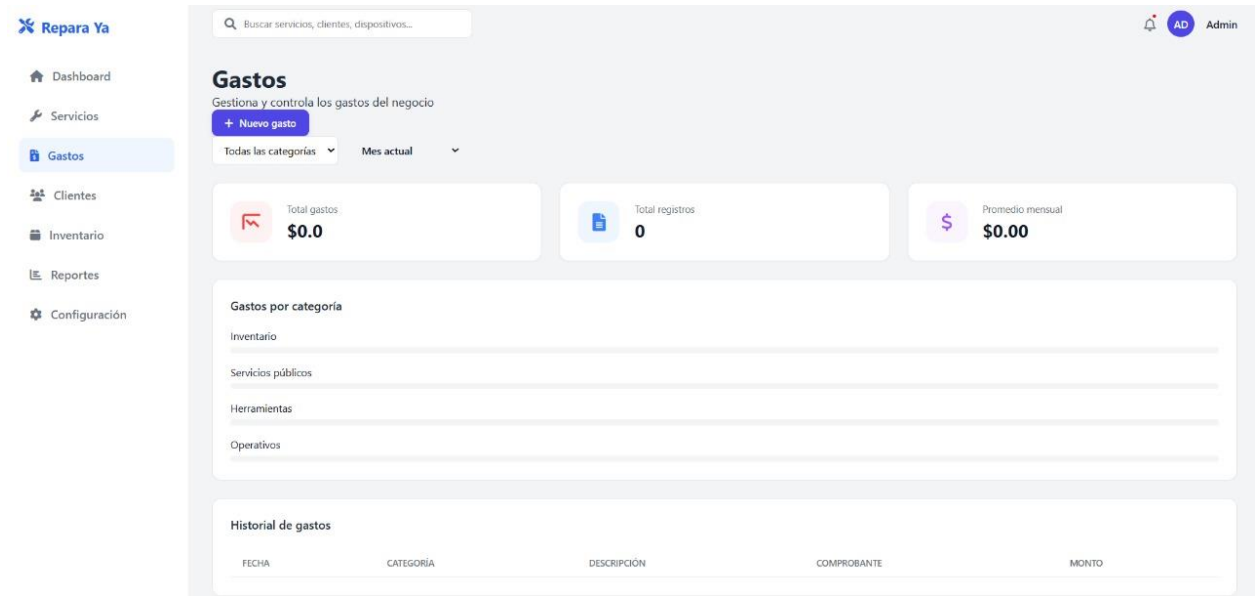 Repara Ya
Buscar servicios, clientes, dispositivos...
AD Admin
Dashboard
Servicios
Gastos
Clientes
Inventario
Reportes
Configuración
Gastos
Gestiona y controla los gastos del negocio
+ Nuevo gasto
Todas las categorías Mes actual
Total gastos
$0.0
Total registros
0
$
Promedio mensual
$0.00
Gastos por categoría
Inventario
Servicios públicos
Herramientas
Operativos
Historial de gastos
FECHA CATEGORÍA DESCRIPCIÓN COMPROBANTE MONTO